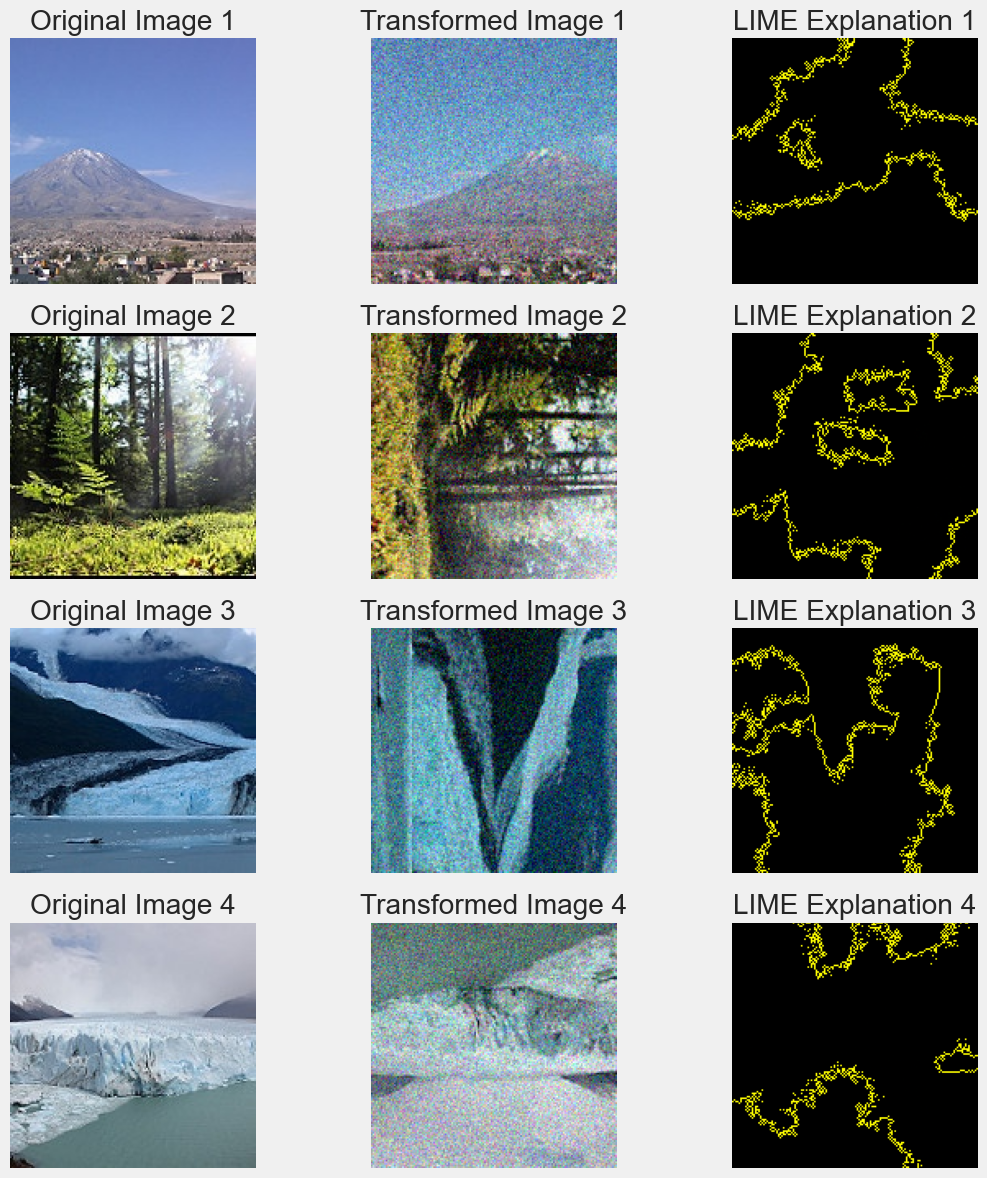 Original Image 1
Transformed Image 1
LIME Explanation 1
Original Image 2
Transformed Image 2
LIME Explanation 2
Original Image 3
Transformed Image 3
LIME Explanation 3
Original Image 4
Transformed Image 4
LIME Explanation 4